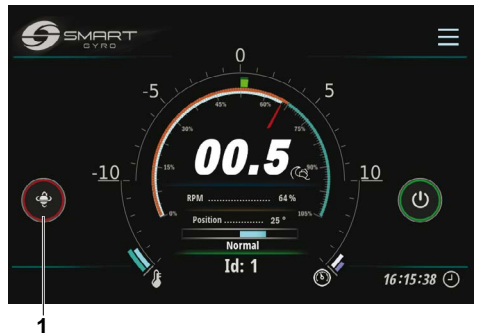 SMART
GYRO
0
-5
5
45%
60%
30%
75%
15%
00.5
90%
-10
10
RPM ................. 64 %
0%
105%
Position ............ 25 °
Normal
Id: 1
16:15:38
1